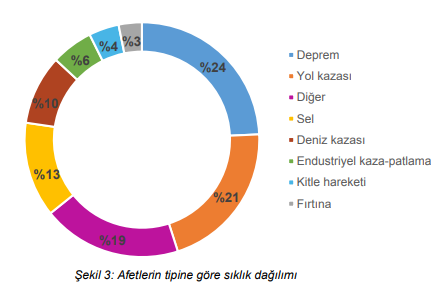 %24
%21
%19
%13
%10
%6
%4
%3
Deprem
Yol kazası
Diğer
Sel
Deniz kazası
Endustriyel kaza-patlama
Kitle hareketi
Fırtına
Şekil 3: Afetlerin tipine göre sıklık dağılımı